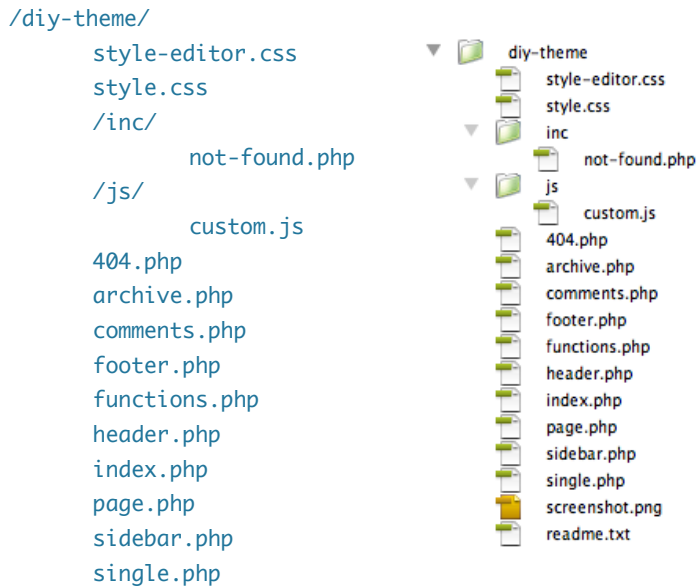 /diy-theme/
style-editor.css
style.css
/inc/
not-found.php
/js/
custom.js
404.php
archive.php
comments.php
footer.php
functions.php
header.php
index.php
page.php
sidebar.php
single.php
diy-theme
style-editor.css
style.css
inc
not-found.php
js
custom.js
404.php
archive.php
comments.php
footer.php
functions.php
header.php
index.php
page.php
sidebar.php
single.php
screenshot.png
readme.txt